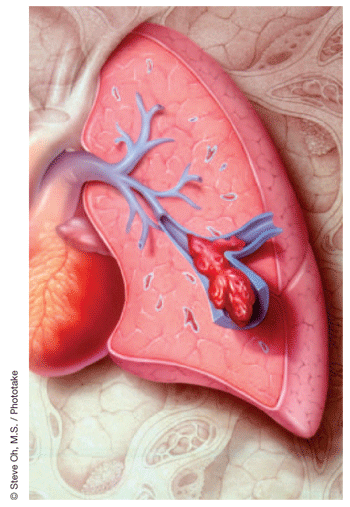 © Steve Oh, M.S. / Phototake